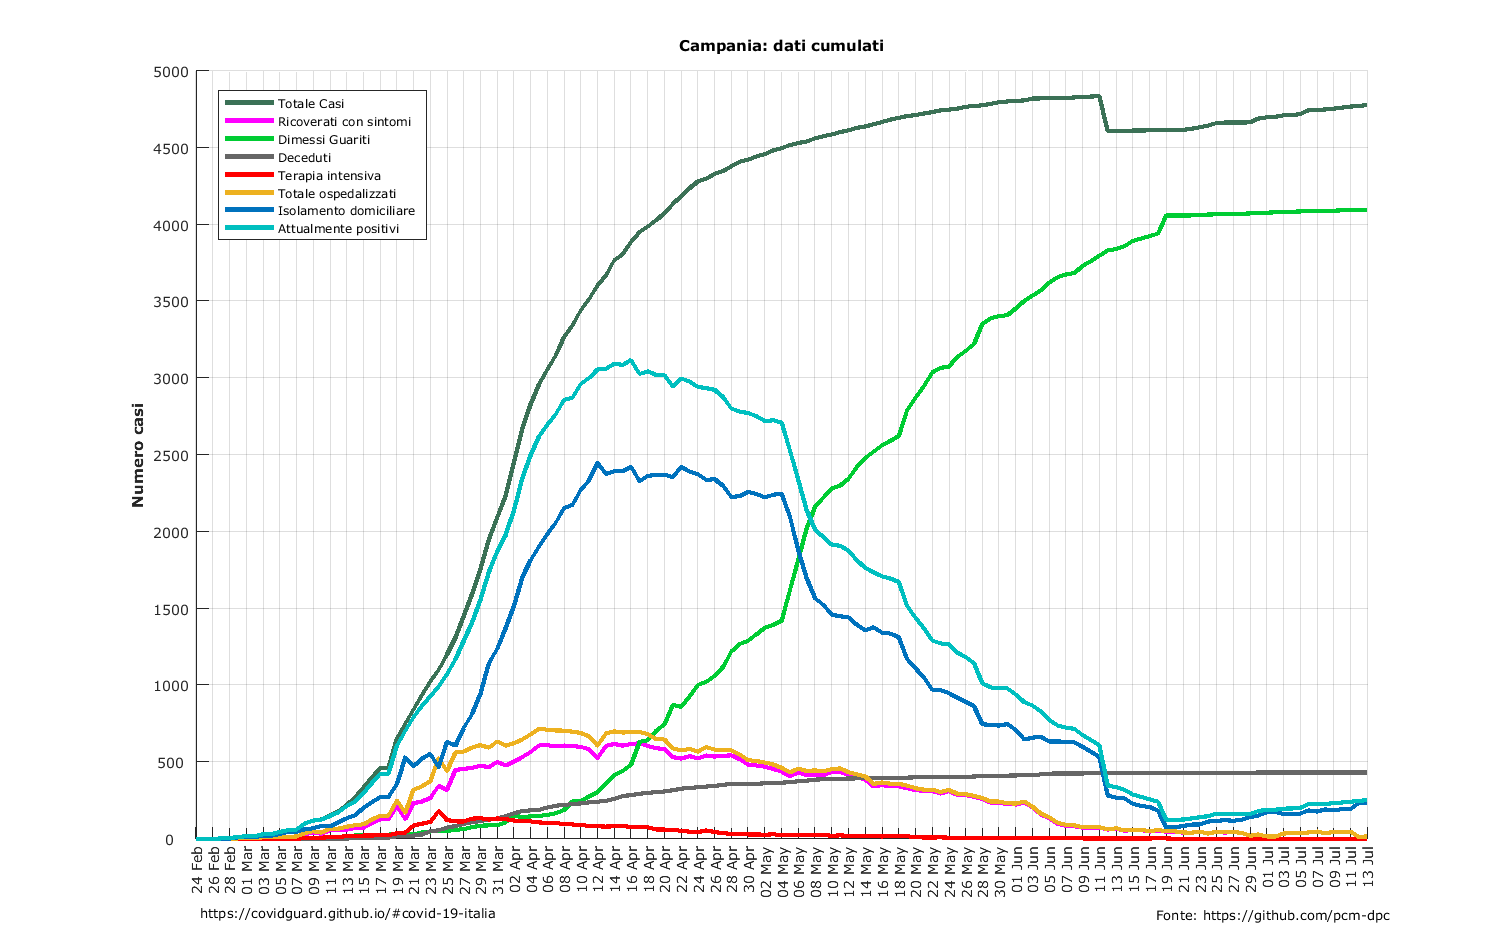 Campania: dati cumulati
5000
4500
4000
3500
3000
2500
2000
1500
1000
500
0
Numero casi
Totale Casi
Ricoverati con sintomi
Dimessi Guariti
Deceduti
Terapia intensiva
Totale ospedalizzati
Isolamento domiciliare
Attualmente positivi
24 Feb
26 Feb
28 Feb
01 Mar
03 Mar
05 Mar
07 Mar
09 Mar
11 Mar
13 Mar
15 Mar
17 Mar
19 Mar
21 Mar
23 Mar
25 Mar
27 Mar
29 Mar
31 Mar
02 Apr
04 Apr
06 Apr
08 Apr
10 Apr
12 Apr
14 Apr
16 Apr
18 Apr
20 Apr
22 Apr
24 Apr
26 Apr
28 Apr
30 Apr
02 May
04 May
06 May
08 May
10 May
12 May
14 May
16 May
18 May
20 May
22 May
24 May
26 May
28 May
30 May
01 Jun
03 Jun
05 Jun
07 Jun
09 Jun
11 Jun
13 Jun
15 Jun
17 Jun
19 Jun
21 Jun
23 Jun
25 Jun
27 Jun
29 Jun
01 Jul
03 Jul
05 Jul
07 Jul
09 Jul
11 Jul
13 Jul
https://covidguard.github.io/#covid-19-italia
Fonte: https://github.com/pcm-dpc